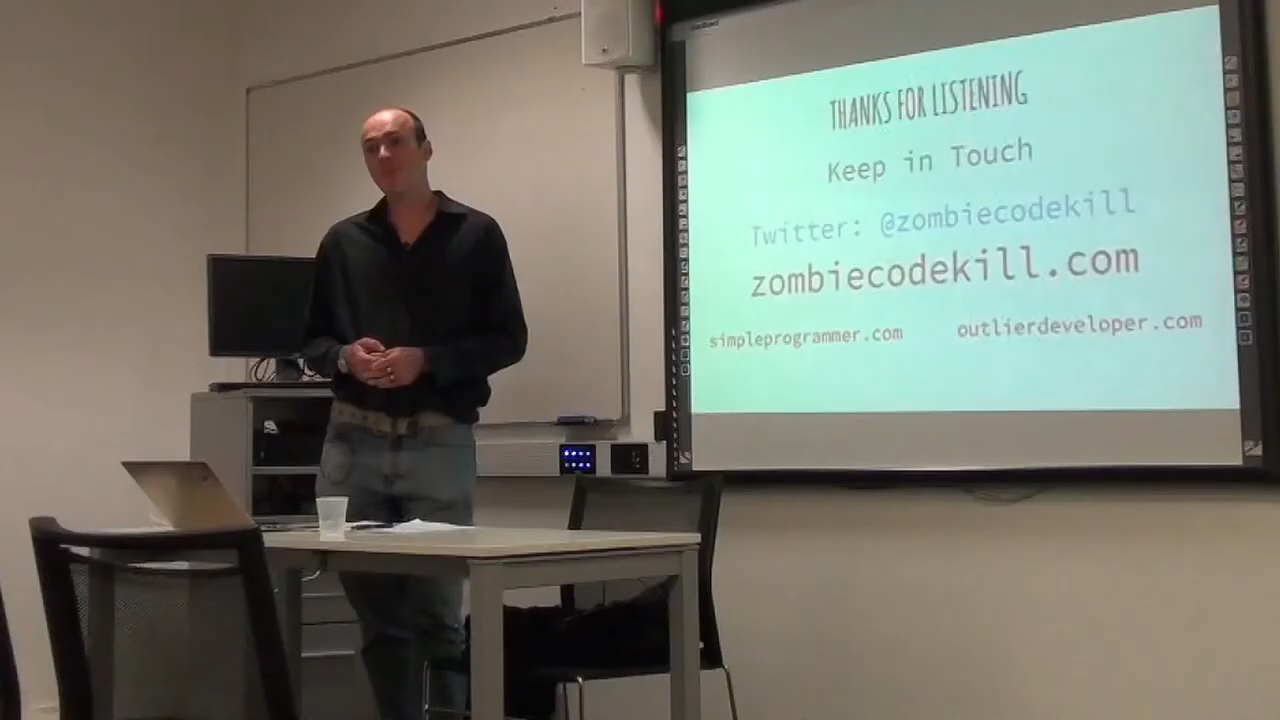 THANKS FOR LISTENING
Keep in Touch
Twitter: @zombiecodekill
zombiecodekill.com
simpleprogrammer.com outlierdeveloper.com